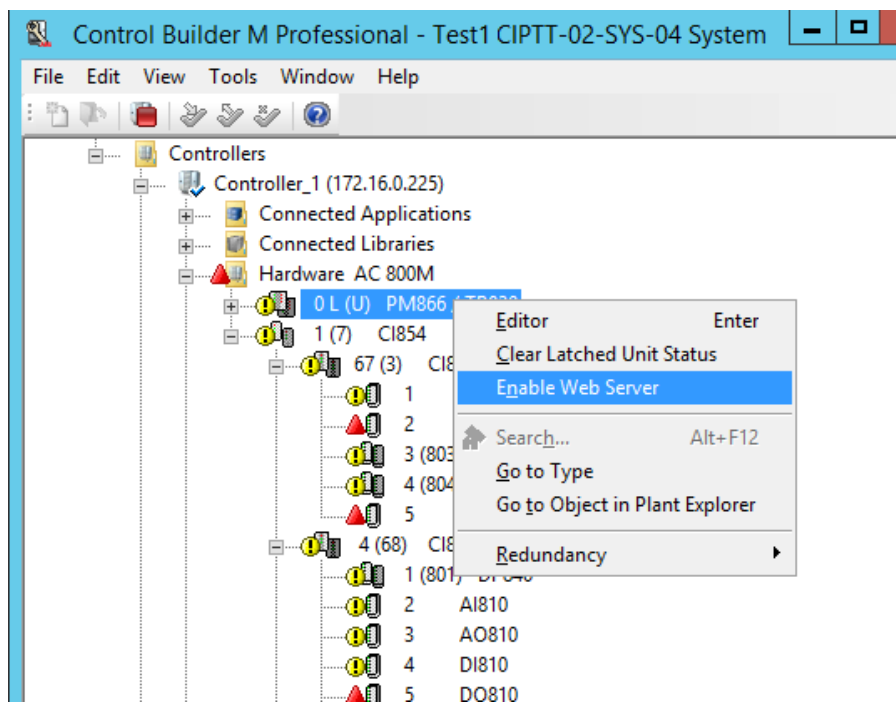 Control Builder M Professional - Test1 CIPTT-02-SYS-04 System
File Edit View Tools Window Help
Controllers
Controller_1 (172.16.0.225)
Connected Applications
Connected Libraries
Hardware AC 800M
0 L (U) PM866 /
1 (7) CI854
67 (3)
1
2
3 (803
4 (804
5
4 (68)
1 (801)
2 AI810
3 AO810
4 DI810
5 DO810
Editor Enter
Clear Latched Unit Status
Enable Web Server
Search... Alt+F12
Go to Type
Go to Object in Plant Explorer
Redundancy